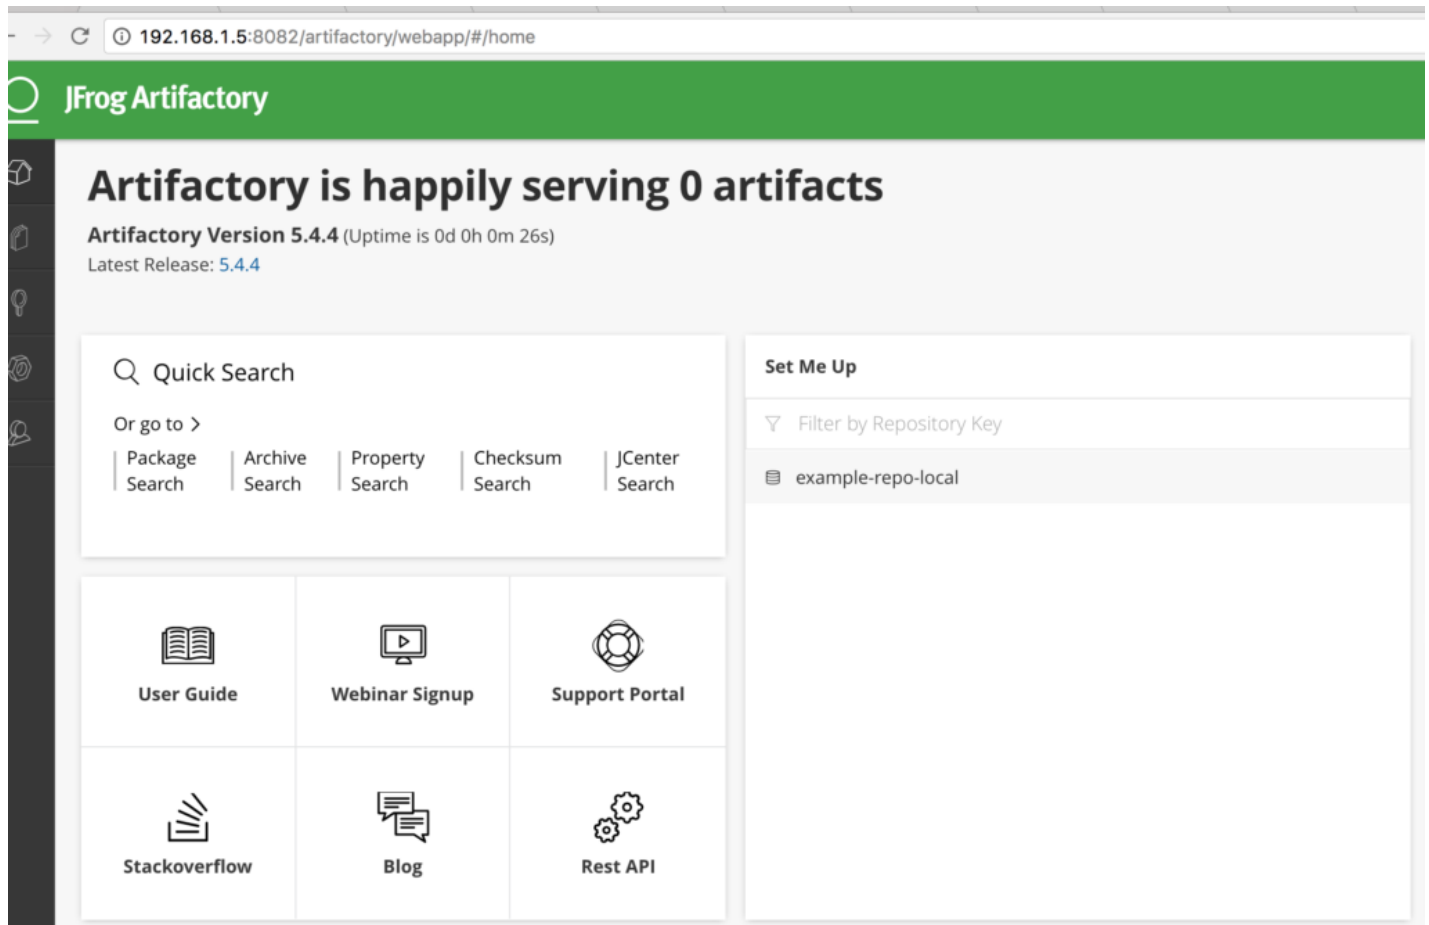 192.168.1.5:8082/artifactory/webapp/#/home
JFrog Artifactory
Artifactory is happily serving 0 artifacts
Artifactory Version 5.4.4 (Uptime is 0d 0h 0m 26s)
Latest Release: 5.4.4
Quick Search
Or go to >
Package Search
Archive Search
Property Search
Checksum Search
JCenter Search
Set Me Up
Filter by Repository Key
example-repo-local
User Guide
Webinar Signup
Support Portal
Stackoverflow
Blog
Rest API